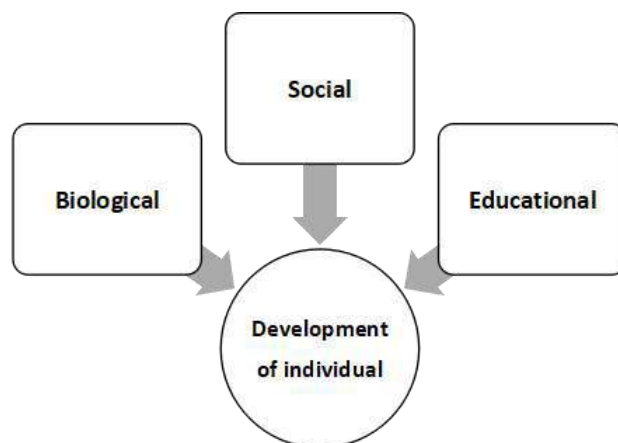 Social
Biological
Educational
Development
of individual